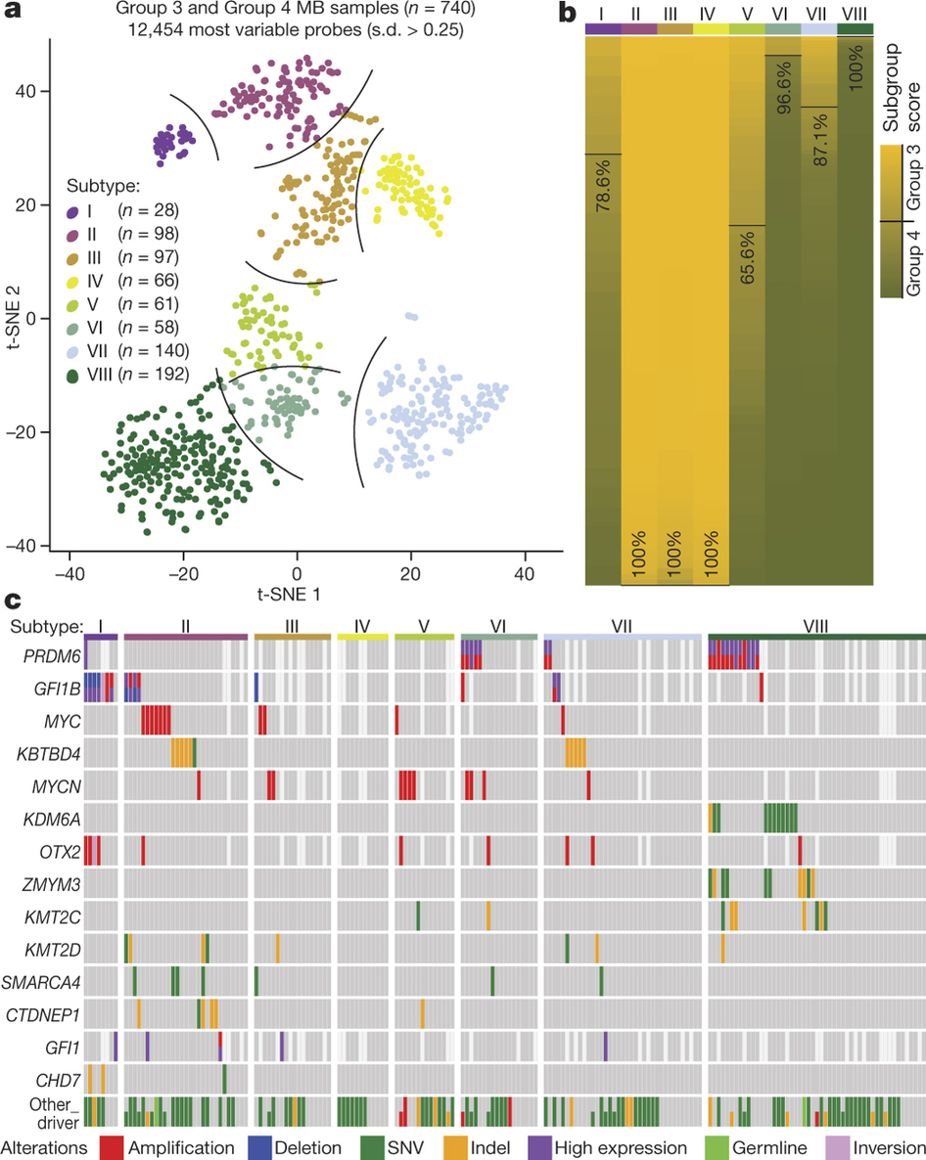 a
Group 3 and Group 4 MB samples (n = 740)
12,454 most variable probes (s.d. > 0.25)
40
20
0
−20
−40
t-SNE 2
−40
−20
0
20
40
t-SNE 1
Subtype:
I (n = 28)
II (n = 98)
III (n = 97)
IV (n = 66)
V (n = 61)
VI (n = 58)
VII (n = 140)
VIII (n = 192)
b
I II III IV V VI VII VIII
78.6%
100%
100%
100%
65.6%
96.6%
87.1%
100%
Subgroup
score
Group 4 Group 3
c
Subtype: I II III IV V VI VII VIII
PRDM6
GFI1B
MYC
KBTBD4
MYCN
KDM6A
OTX2
ZMYM3
KMT2C
KMT2D
SMARCA4
CTDNEP1
GFI1
CHD7
Other_
driver
Alterations Amplification Deletion SNV Indel High expression Germline Inversion